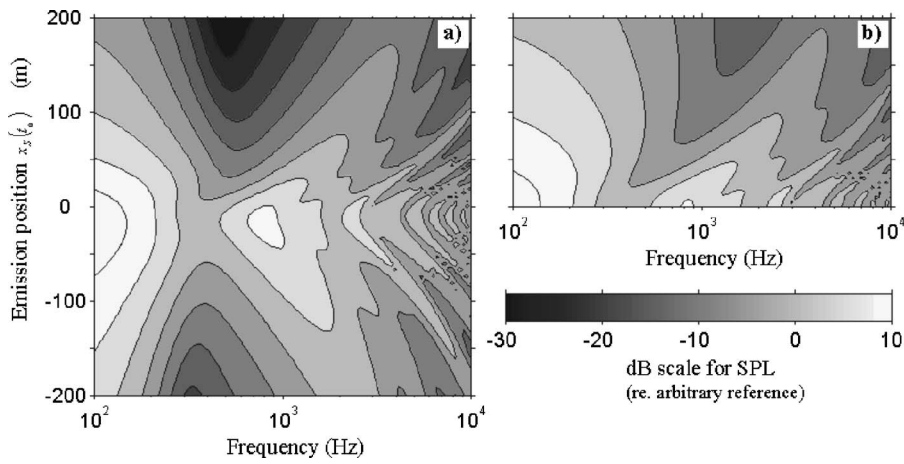 a)
200
100
0
-100
-200
Emission position x_s(t_e) (m)
10^2
10^3
10^4
Frequency (Hz)
b)
10^2
10^3
10^4
Frequency (Hz)
-30
-20
-10
0
10
dB scale for SPL
(re. arbitrary reference)